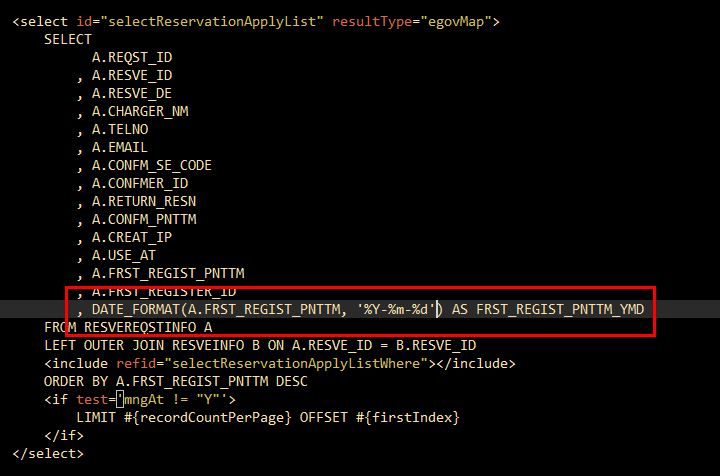 <select id="selectReservationApplyList" resultType="egovMap">
SELECT
A.REQST_ID
, A.RESVE_ID
, A.RESVE_DE
, A.CHARGER_NM
, A.TELNO
, A.EMAIL
, A.CONFM_SE_CODE
, A.CONFMER_ID
, A.RETURN_RESN
, A.CONFM_PNTTM
, A.CREAT_IP
, A.USE_AT
, A.FRST_REGIST_PNTTM
, A.FRST_REGISTER_ID
, DATE_FORMAT(A.FRST_REGIST_PNTTM, '%Y-%m-%d') AS FRST_REGIST_PNTTM_YMD
FROM RESVEREQSTINFO A
LEFT OUTER JOIN RESVEINFO B ON A.RESVE_ID = B.RESVE_ID
<include refid="selectReservationApplyListWhere"></include>
ORDER BY A.FRST_REGIST_PNTTM DESC
<if test='mngAt != "Y"'>
LIMIT #{recordCountPerPage} OFFSET #{firstIndex}
</if>
</select>